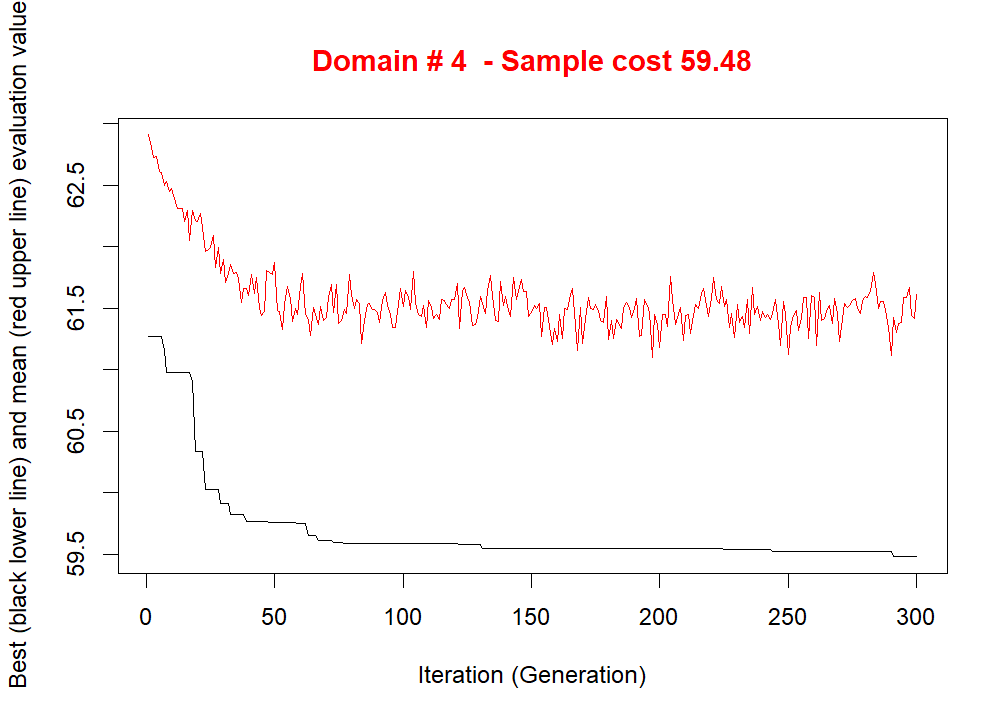 Domain # 4  - Sample cost 59.48
Best (black lower line) and mean (red upper line) evaluation value
62.5
61.5
60.5
59.5
0 50 100 150 200 250 300
Iteration (Generation)